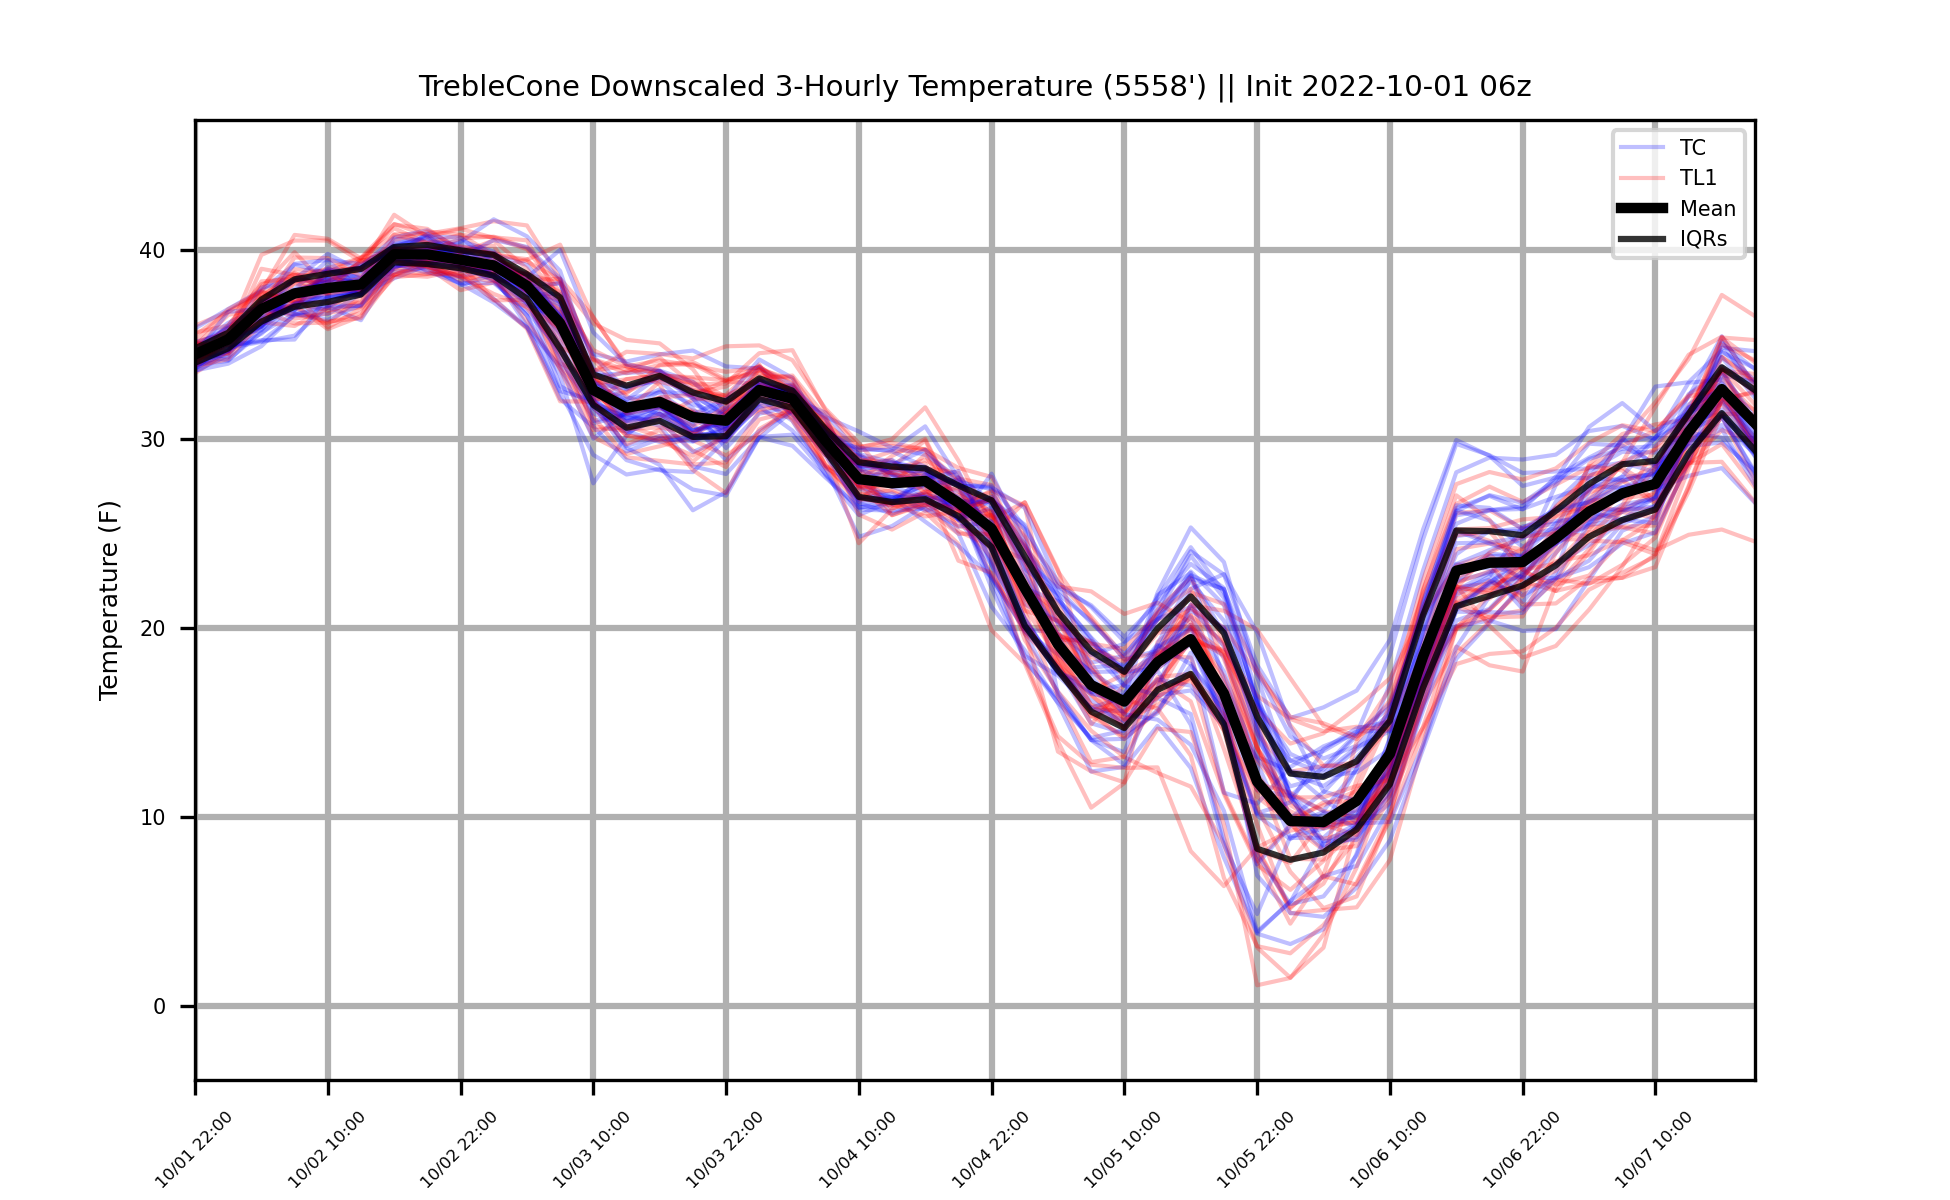 TrebleCone Downscaled 3-Hourly Temperature (5558') || Init 2022-10-01 06z
TC
TL1
Mean
IQRs
Temperature (F)
40
30
20
10
0
10/01 22:00
10/02 10:00
10/02 22:00
10/03 10:00
10/03 22:00
10/04 10:00
10/04 22:00
10/05 10:00
10/05 22:00
10/06 10:00
10/06 22:00
10/07 10:00